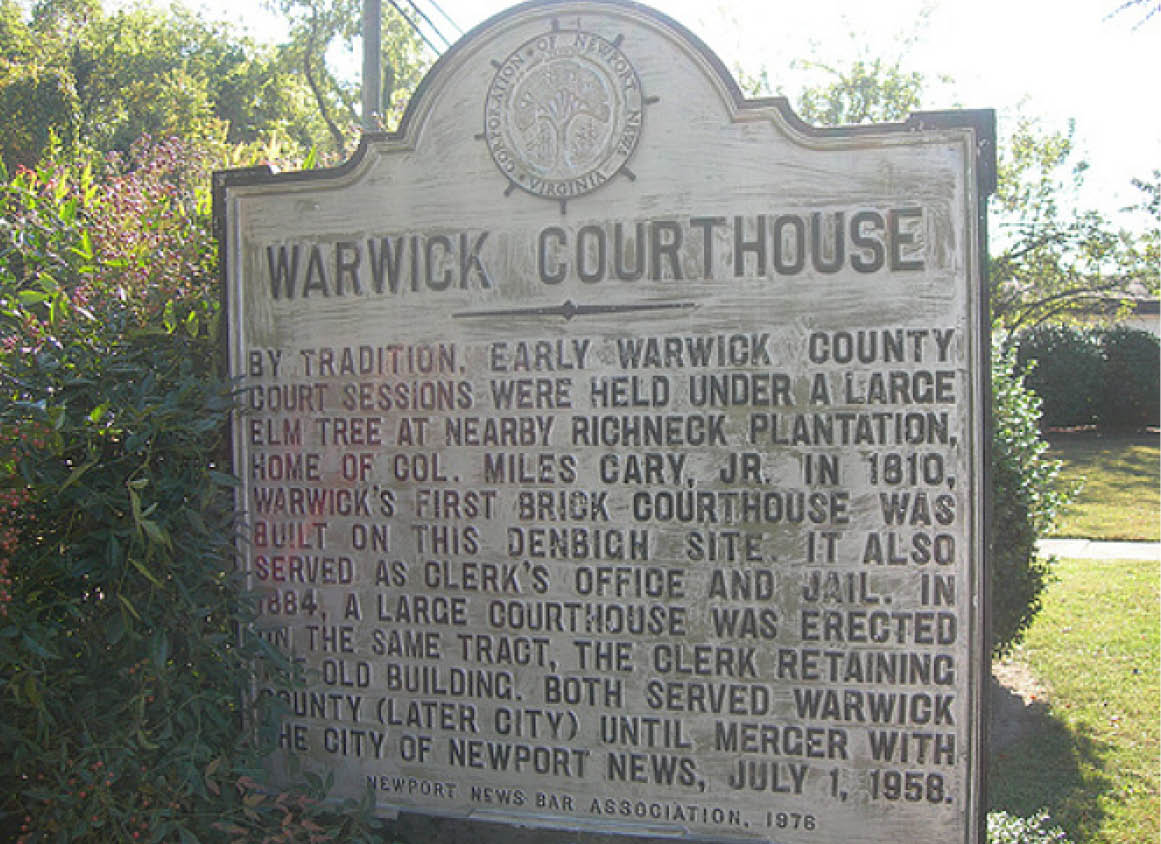 CORPORATION OF NEWPORT NEWS
VIRGINIA
WARWICK COURTHOUSE
BY TRADITION, EARLY WARWICK COUNTY
COURT SESSIONS WERE HELD UNDER A LARGE
ELM TREE AT NEARBY RICHNECK PLANTATION,
HOME OF COL. MILES CARY, JR. IN 1810,
WARWICK'S FIRST BRICK COURTHOUSE WAS
BUILT ON THIS DENBIGH SITE. IT ALSO
SERVED AS CLERK'S OFFICE AND JAIL. IN
1884, A LARGE COURTHOUSE WAS ERECTED
ON THE SAME TRACT, THE CLERK RETAINING
THE OLD BUILDING. BOTH SERVED WARWICK
COUNTY (LATER CITY) UNTIL MERGER WITH
THE CITY OF NEWPORT NEWS, JULY 1, 1958.
NEWPORT NEWS BAR ASSOCIATION, 1976